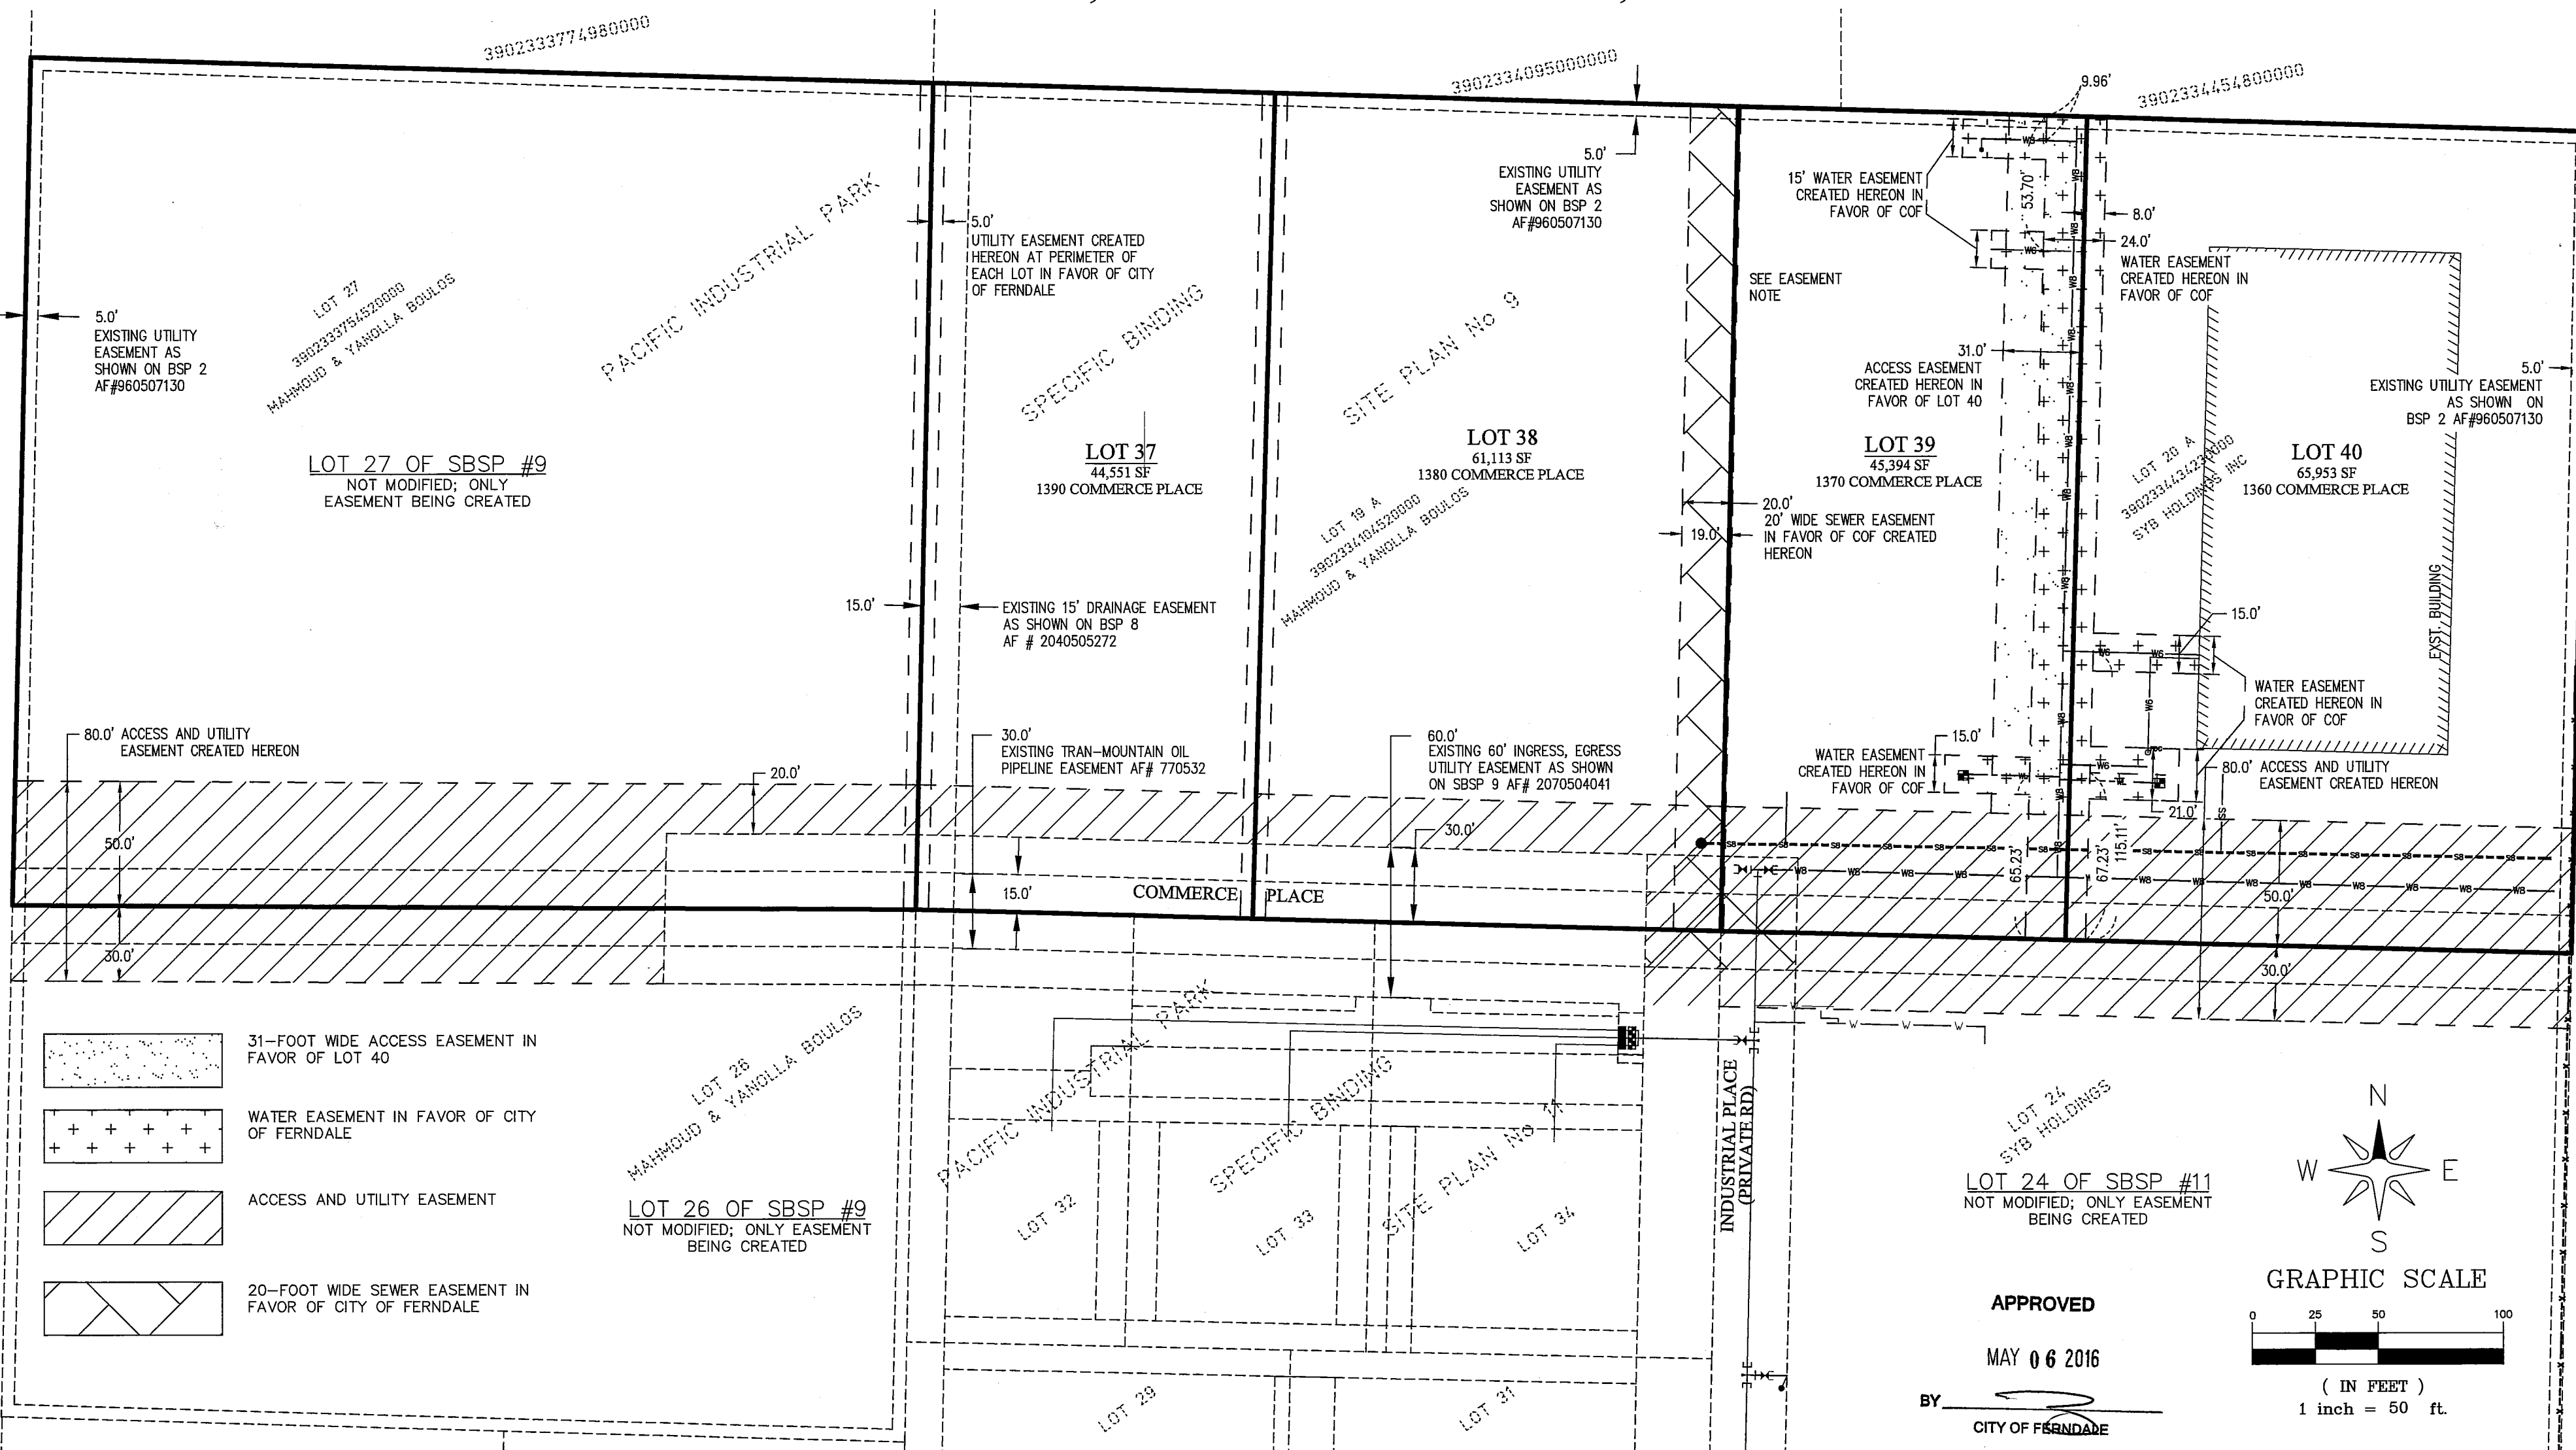 3902333774980000
3902334095000000
3902334454800000
9.96'
5.0'
EXISTING UTILITY
EASEMENT AS
SHOWN ON BSP 2
AF#960507130
LOT 27
3902333754520000
MAHMOUD & YANOLLA BOULOS
PACIFIC INDUSTRIAL PARK
SPECIFIC BINDING
SITE PLAN No 9
LOT 27 OF SBSP #9
NOT MODIFIED; ONLY
EASEMENT BEING CREATED
5.0'
UTILITY EASEMENT CREATED
HEREON AT PERIMETER OF
EACH LOT IN FAVOR OF CITY
OF FERNDALE
LOT 37
44,551 SF
1390 COMMERCE PLACE
15.0'
EXISTING 15' DRAINAGE EASEMENT
AS SHOWN ON BSP 8
AF # 2040505272
5.0'
EXISTING UTILITY
EASEMENT AS
SHOWN ON BSP 2
AF#960507130
LOT 38
61,113 SF
1380 COMMERCE PLACE
LOT 19 A
3902334104520000
MAHMOUD & YANOLLA BOULOS
15' WATER EASEMENT
CREATED HEREON IN
FAVOR OF COF
53.70'
8.0'
24.0'
WATER EASEMENT
CREATED HEREON IN
FAVOR OF COF
SEE EASEMENT
NOTE
31.0'
ACCESS EASEMENT
CREATED HEREON IN
FAVOR OF LOT 40
LOT 39
45,394 SF
1370 COMMERCE PLACE
20.0'
20' WIDE SEWER EASEMENT
IN FAVOR OF COF CREATED
HEREON
19.0'
5.0'
EXISTING UTILITY EASEMENT
AS SHOWN ON
BSP 2 AF#960507130
LOT 20 A
3902334434230000
SYB HOLDINGS INC
LOT 40
65,953 SF
1360 COMMERCE PLACE
EXST. BUILDING
15.0'
WATER EASEMENT
CREATED HEREON IN
FAVOR OF COF
80.0' ACCESS AND UTILITY
EASEMENT CREATED HEREON
20.0'
30.0'
EXISTING TRAN-MOUNTAIN OIL
PIPELINE EASEMENT AF# 770532
60.0'
EXISTING 60' INGRESS, EGRESS
UTILITY EASEMENT AS SHOWN
ON SBSP 9 AF# 2070504041
15.0'
WATER EASEMENT
CREATED HEREON IN
FAVOR OF COF
80.0' ACCESS AND UTILITY
EASEMENT CREATED HEREON
21.0'
50.0'
30.0'
15.0'
COMMERCE PLACE
30.0'
65.23'
67.23'
115.11'
SS
50.0'
30.0'
W8 W8 W8 W8 W8 W8
W6 W6 W6
S8 S8 S8 S8 S8 S8
W W W W
31-FOOT WIDE ACCESS EASEMENT IN
FAVOR OF LOT 40
WATER EASEMENT IN FAVOR OF CITY
OF FERNDALE
ACCESS AND UTILITY EASEMENT
20-FOOT WIDE SEWER EASEMENT IN
FAVOR OF CITY OF FERNDALE
LOT 26
MAHMOUD & YANOLLA BOULOS
LOT 26 OF SBSP #9
NOT MODIFIED; ONLY EASEMENT
BEING CREATED
PACIFIC INDUSTRIAL PARK
SPECIFIC BINDING
SITE PLAN No 11
LOT 32
LOT 33
LOT 34
LOT 29
LOT 31
INDUSTRIAL PLACE
(PRIVATE RD)
LOT 24
SYB HOLDINGS
LOT 24 OF SBSP #11
NOT MODIFIED; ONLY EASEMENT
BEING CREATED
N
W E
S
GRAPHIC SCALE
0 25 50 100
( IN FEET )
1 inch = 50 ft.
APPROVED
MAY 06 2016
BY
CITY OF FERNDALE